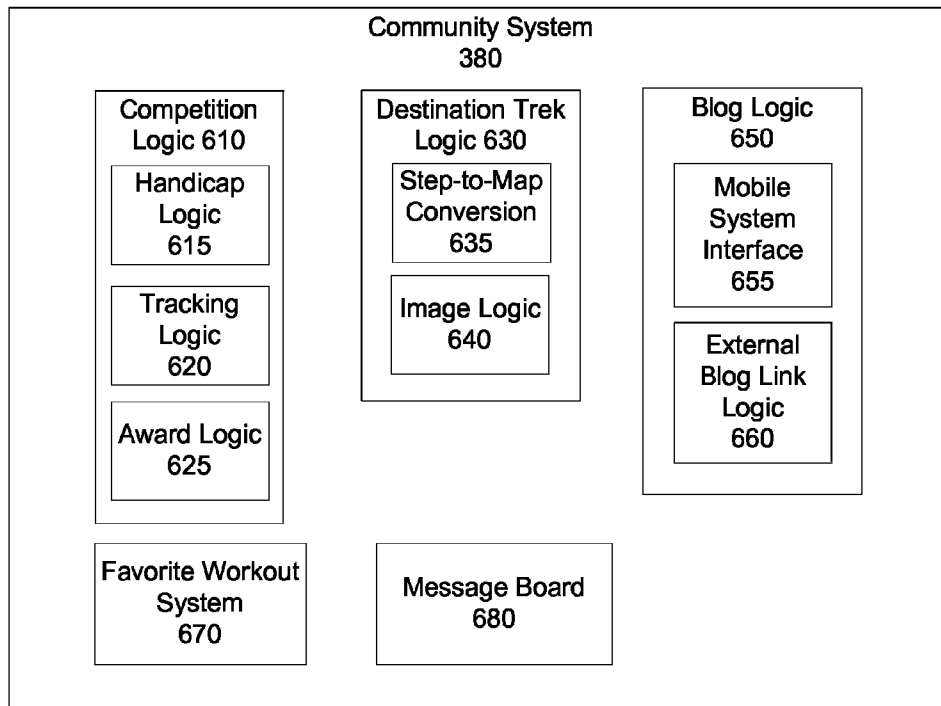 Community System
380
Competition
Logic 610
Handicap
Logic
615
Tracking
Logic
620
Award Logic
625
Destination Trek
Logic 630
Step-to-Map
Conversion
635
Image Logic
640
Blog Logic
650
Mobile
System
Interface
655
External
Blog Link
Logic
660
Favorite Workout
System
670
Message Board
680